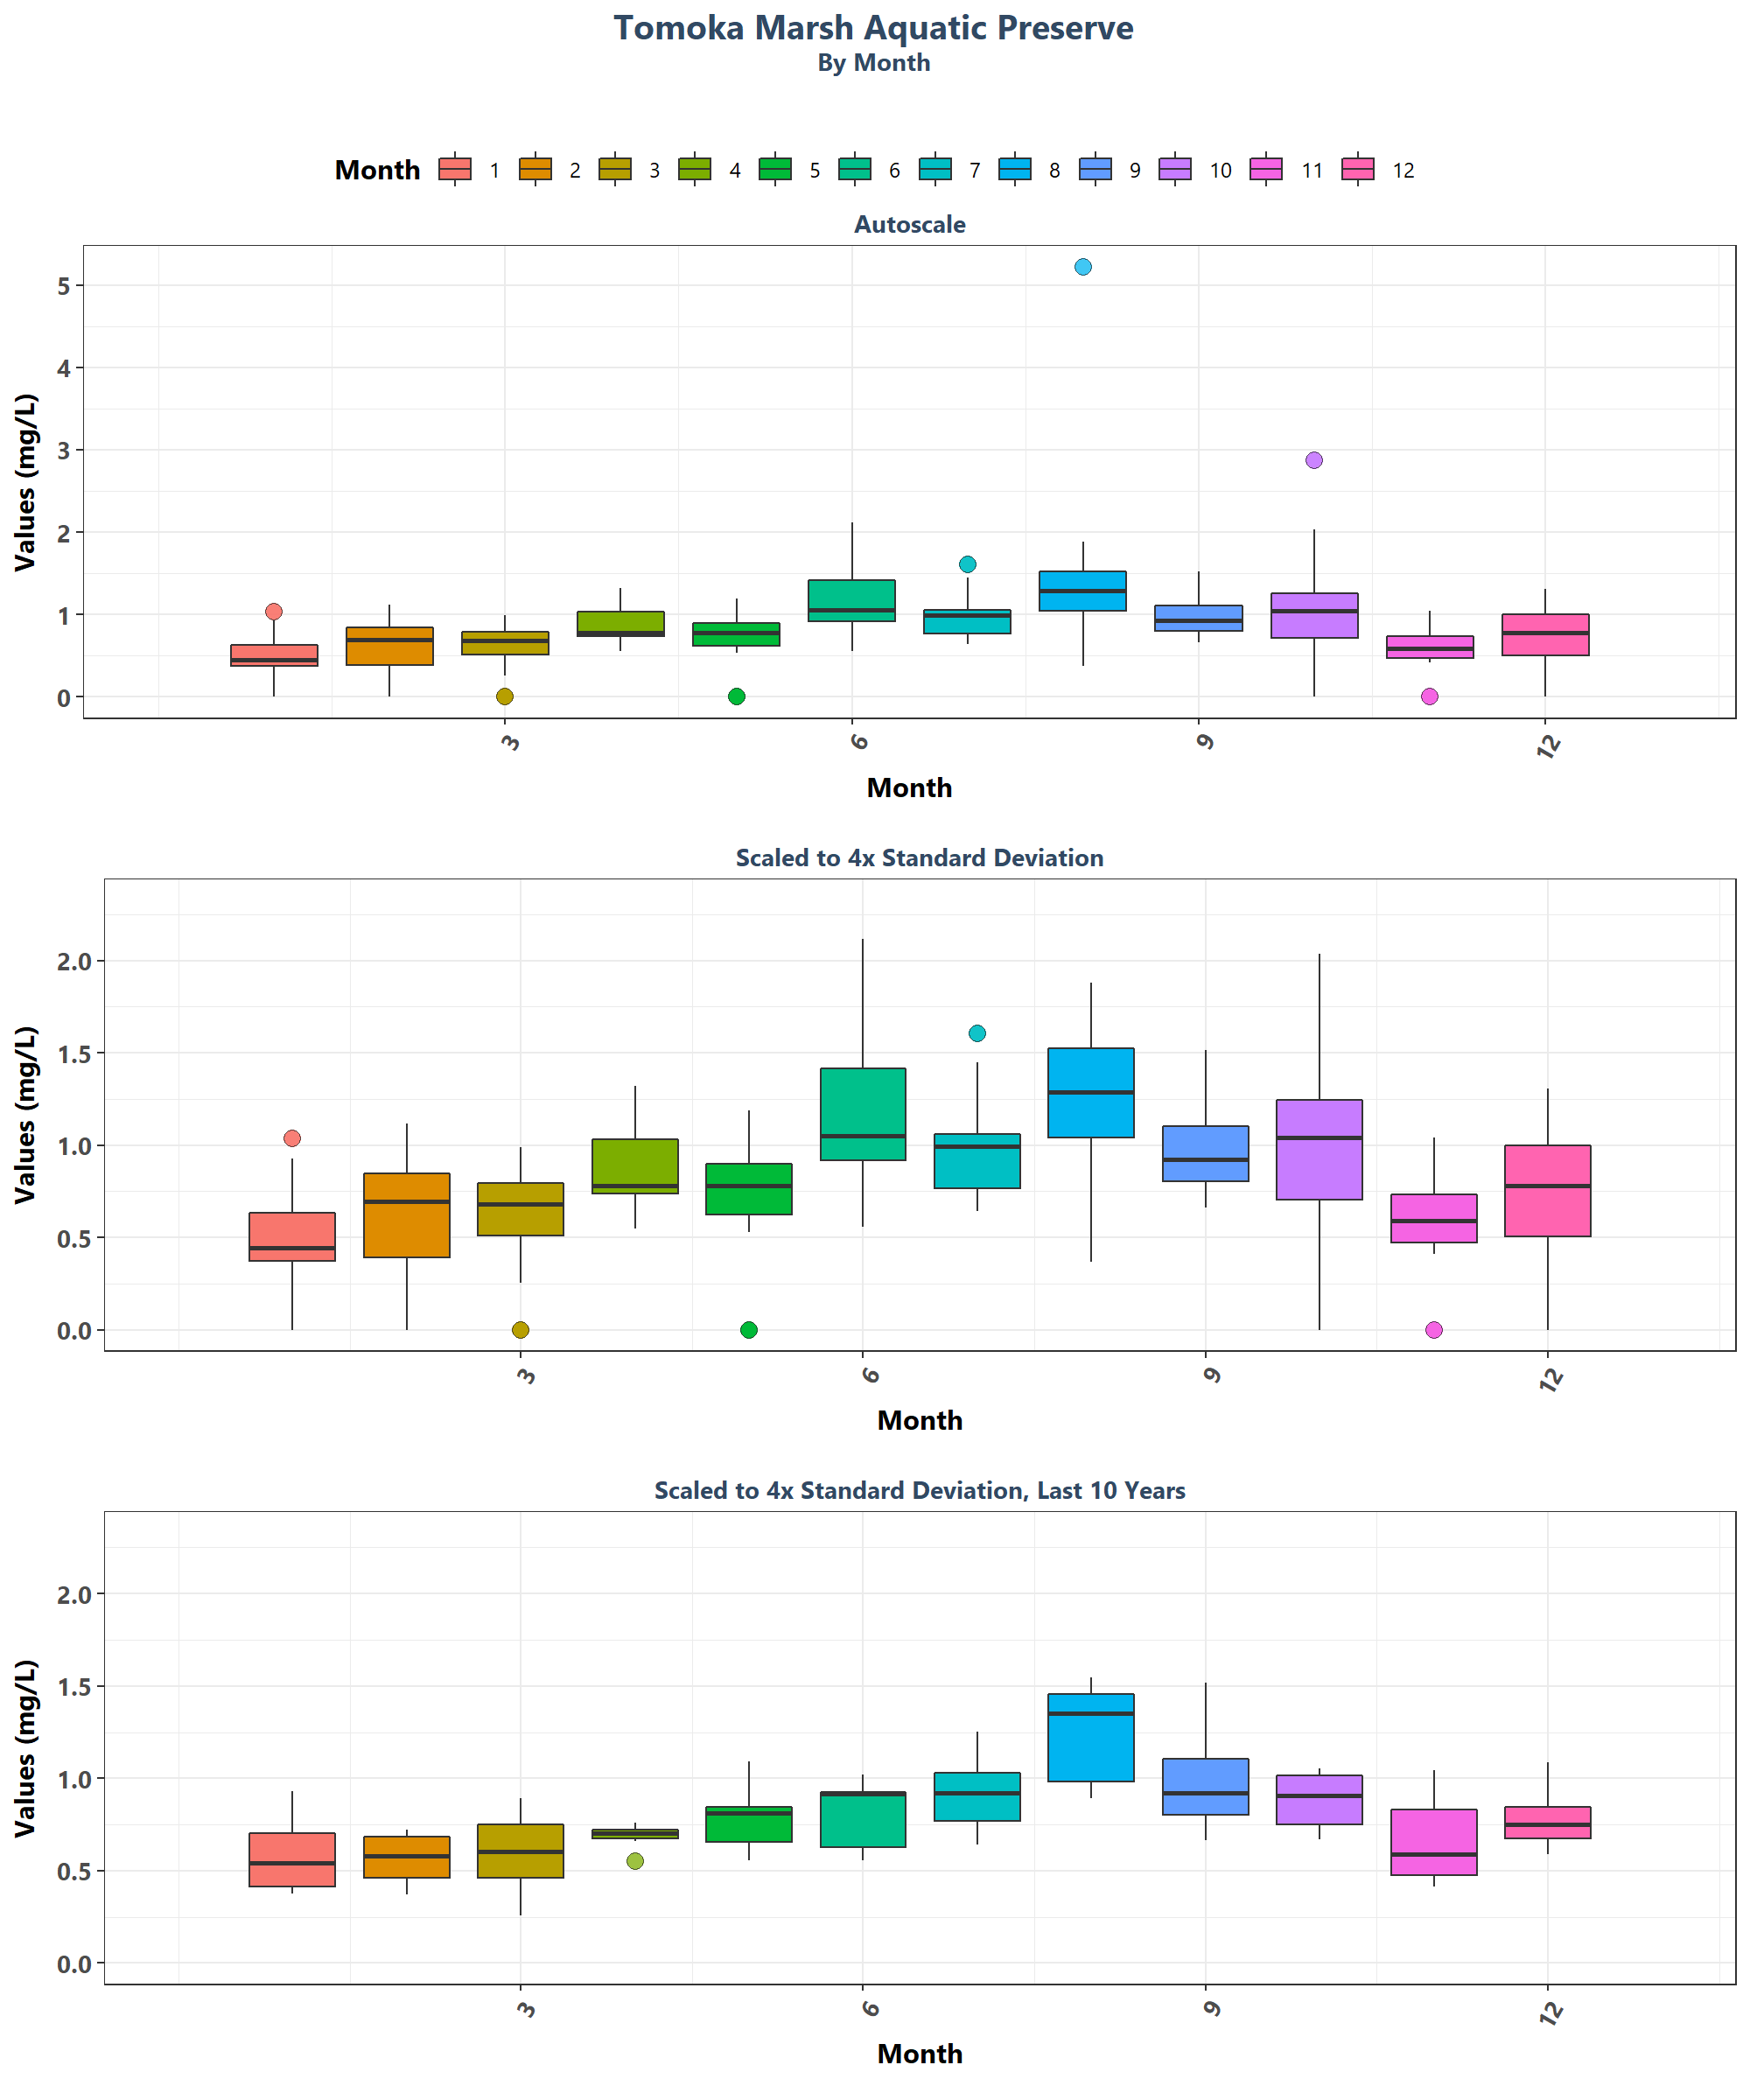 Tomoka Marsh Aquatic Preserve
By Month
Month 1 2 3 4 5 6 7 8 9 10 11 12
Autoscale
Values (mg/L)
5
4
3
2
1
0
3 6 9 12
Month
Scaled to 4x Standard Deviation
Values (mg/L)
2.0
1.5
1.0
0.5
0.0
3 6 9 12
Month
Scaled to 4x Standard Deviation, Last 10 Years
Values (mg/L)
2.0
1.5
1.0
0.5
0.0
3 6 9 12
Month